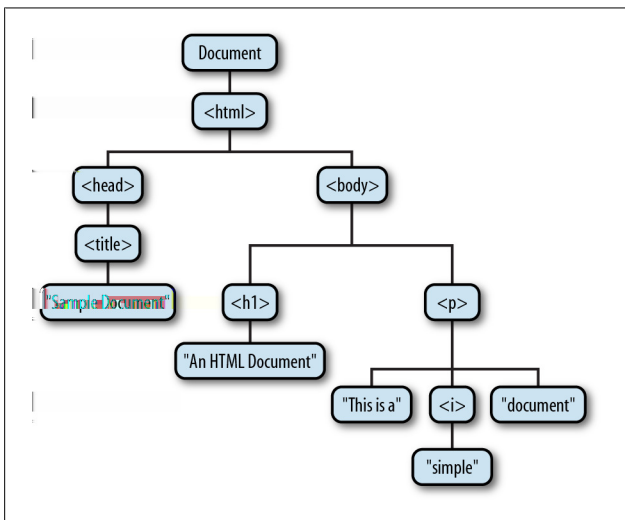 Document
<html>
<head> <body>
<title>
"Sample Document" <h1> <p>
"An HTML Document"
"This is a" <i> "document"
"simple"